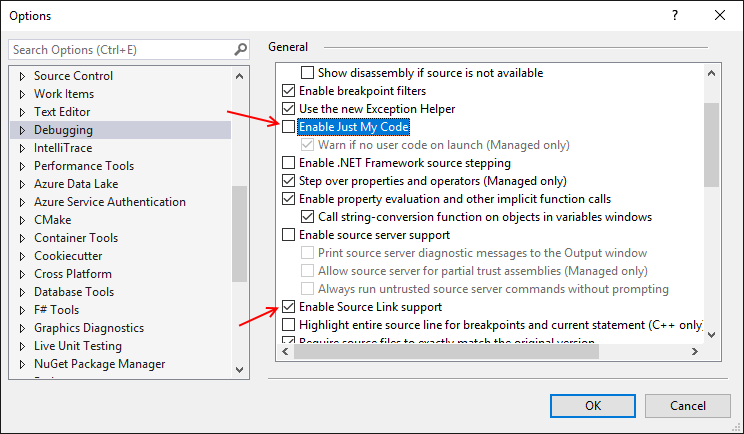 Options
Search Options (Ctrl+E)
Source Control
Work Items
Text Editor
Debugging
IntelliTrace
Performance Tools
Azure Data Lake
Azure Service Authentication
CMake
Container Tools
Cookiecutter
Cross Platform
Database Tools
F# Tools
Graphics Diagnostics
Live Unit Testing
NuGet Package Manager
General
Show disassembly if source is not available
Enable breakpoint filters
Use the new Exception Helper
Enable Just My Code
Warn if no user code on launch (Managed only)
Enable .NET Framework source stepping
Step over properties and operators (Managed only)
Enable property evaluation and other implicit function calls
Call string-conversion function on objects in variables windows
Enable source server support
Print source server diagnostic messages to the Output window
Allow source server for partial trust assemblies (Managed only)
Always run untrusted source server commands without prompting
Enable Source Link support
Highlight entire source line for breakpoints and current statement (C++ only)
Require source files to exactly match the original version
OK
Cancel